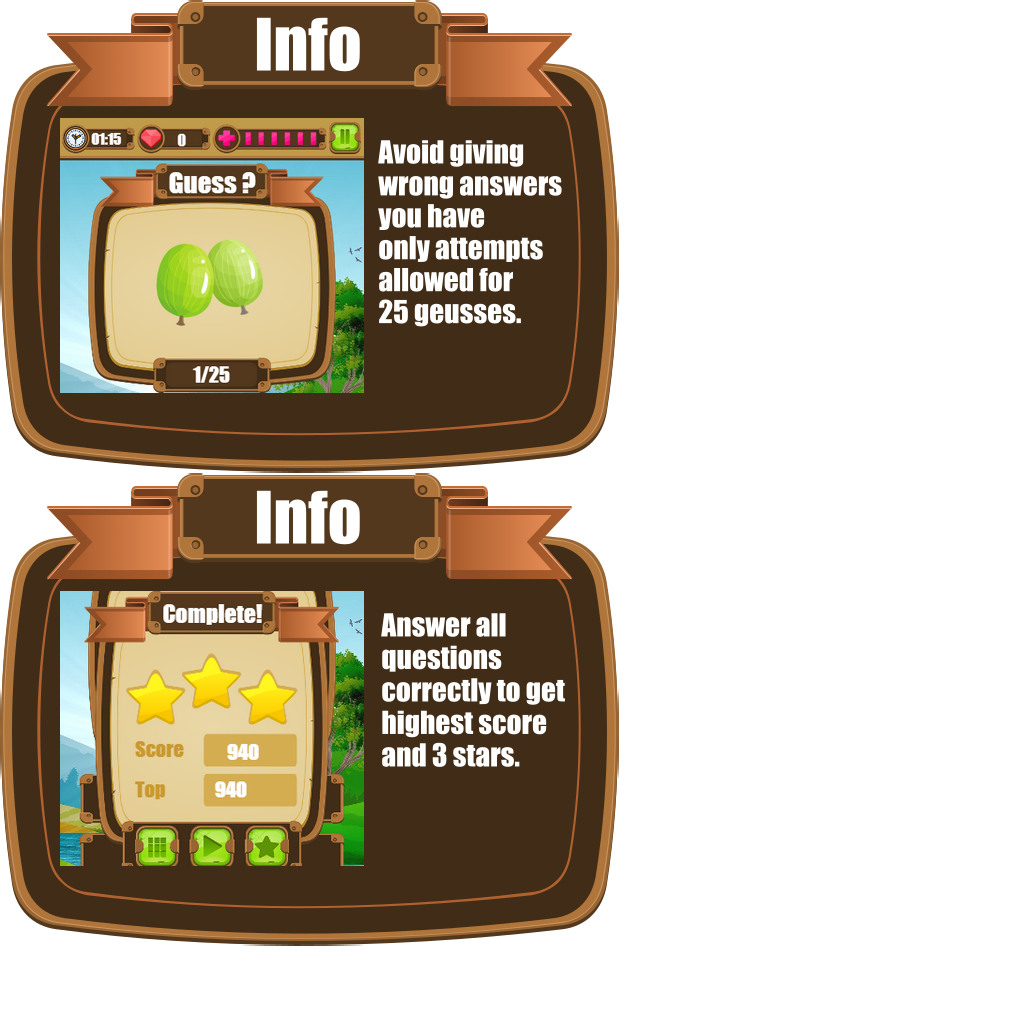 Info
01:15 0
Guess ?
1/25
Avoid giving
wrong answers
you have
only attempts
allowed for
25 geusses.
Info
Complete!
Score 940
Top 940
Answer all
questions
correctly to get
highest score
and 3 stars.